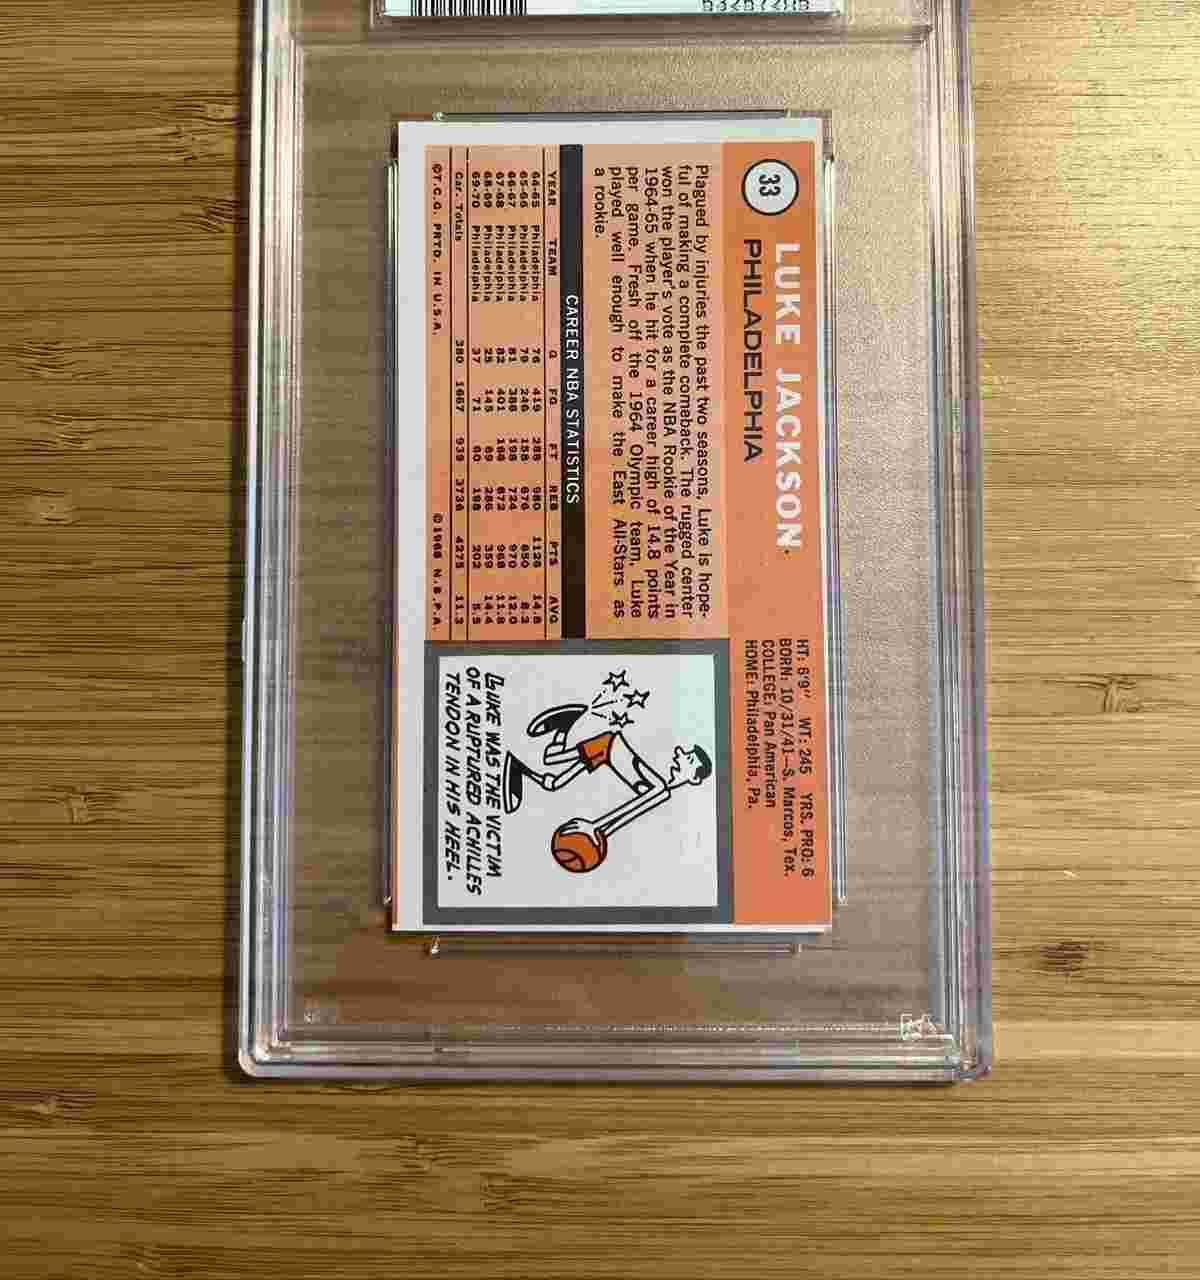 33
LUKE JACKSON
PHILADELPHIA
HT: 6'9" WT: 245 YRS. PRO: 6
BORN: 10/31/41—S. Marcos, Tex.
COLLEGE: Pan American
HOME: Philadelphia, Pa.
Plagued by injuries the past two seasons, Luke is hope-
ful of making a complete comeback. The rugged center
won the player's vote as the NBA Rookie of the Year in
1964-65 when he hit for a career high of 14.8 points
per game. Fresh off the 1964 Olympic team, Luke
played well enough to make the East All-Stars as
a rookie.
CAREER NBA STATISTICS
YEAR TEAM G FG FT REB PTS AVG
64-65 Philadelphia 76 419 288 980 1126 14.8
65-66 Philadelphia 79 246 158 676 650 8.2
66-67 Philadelphia 81 386 198 724 970 12.0
67-68 Philadelphia 82 401 166 872 968 11.8
68-69 Philadelphia 25 145 69 286 359 14.4
69-70 Philadelphia 37 71 60 198 202 5.5
Car. Totals 380 1667 939 3736 4275 11.3
©T.C.G. PRTD. IN U.S.A. ©1968 N.B.P.A.
LUKE WAS THE VICTIM
OF A RUPTURED ACHILLES
TENDON IN HIS HEEL.